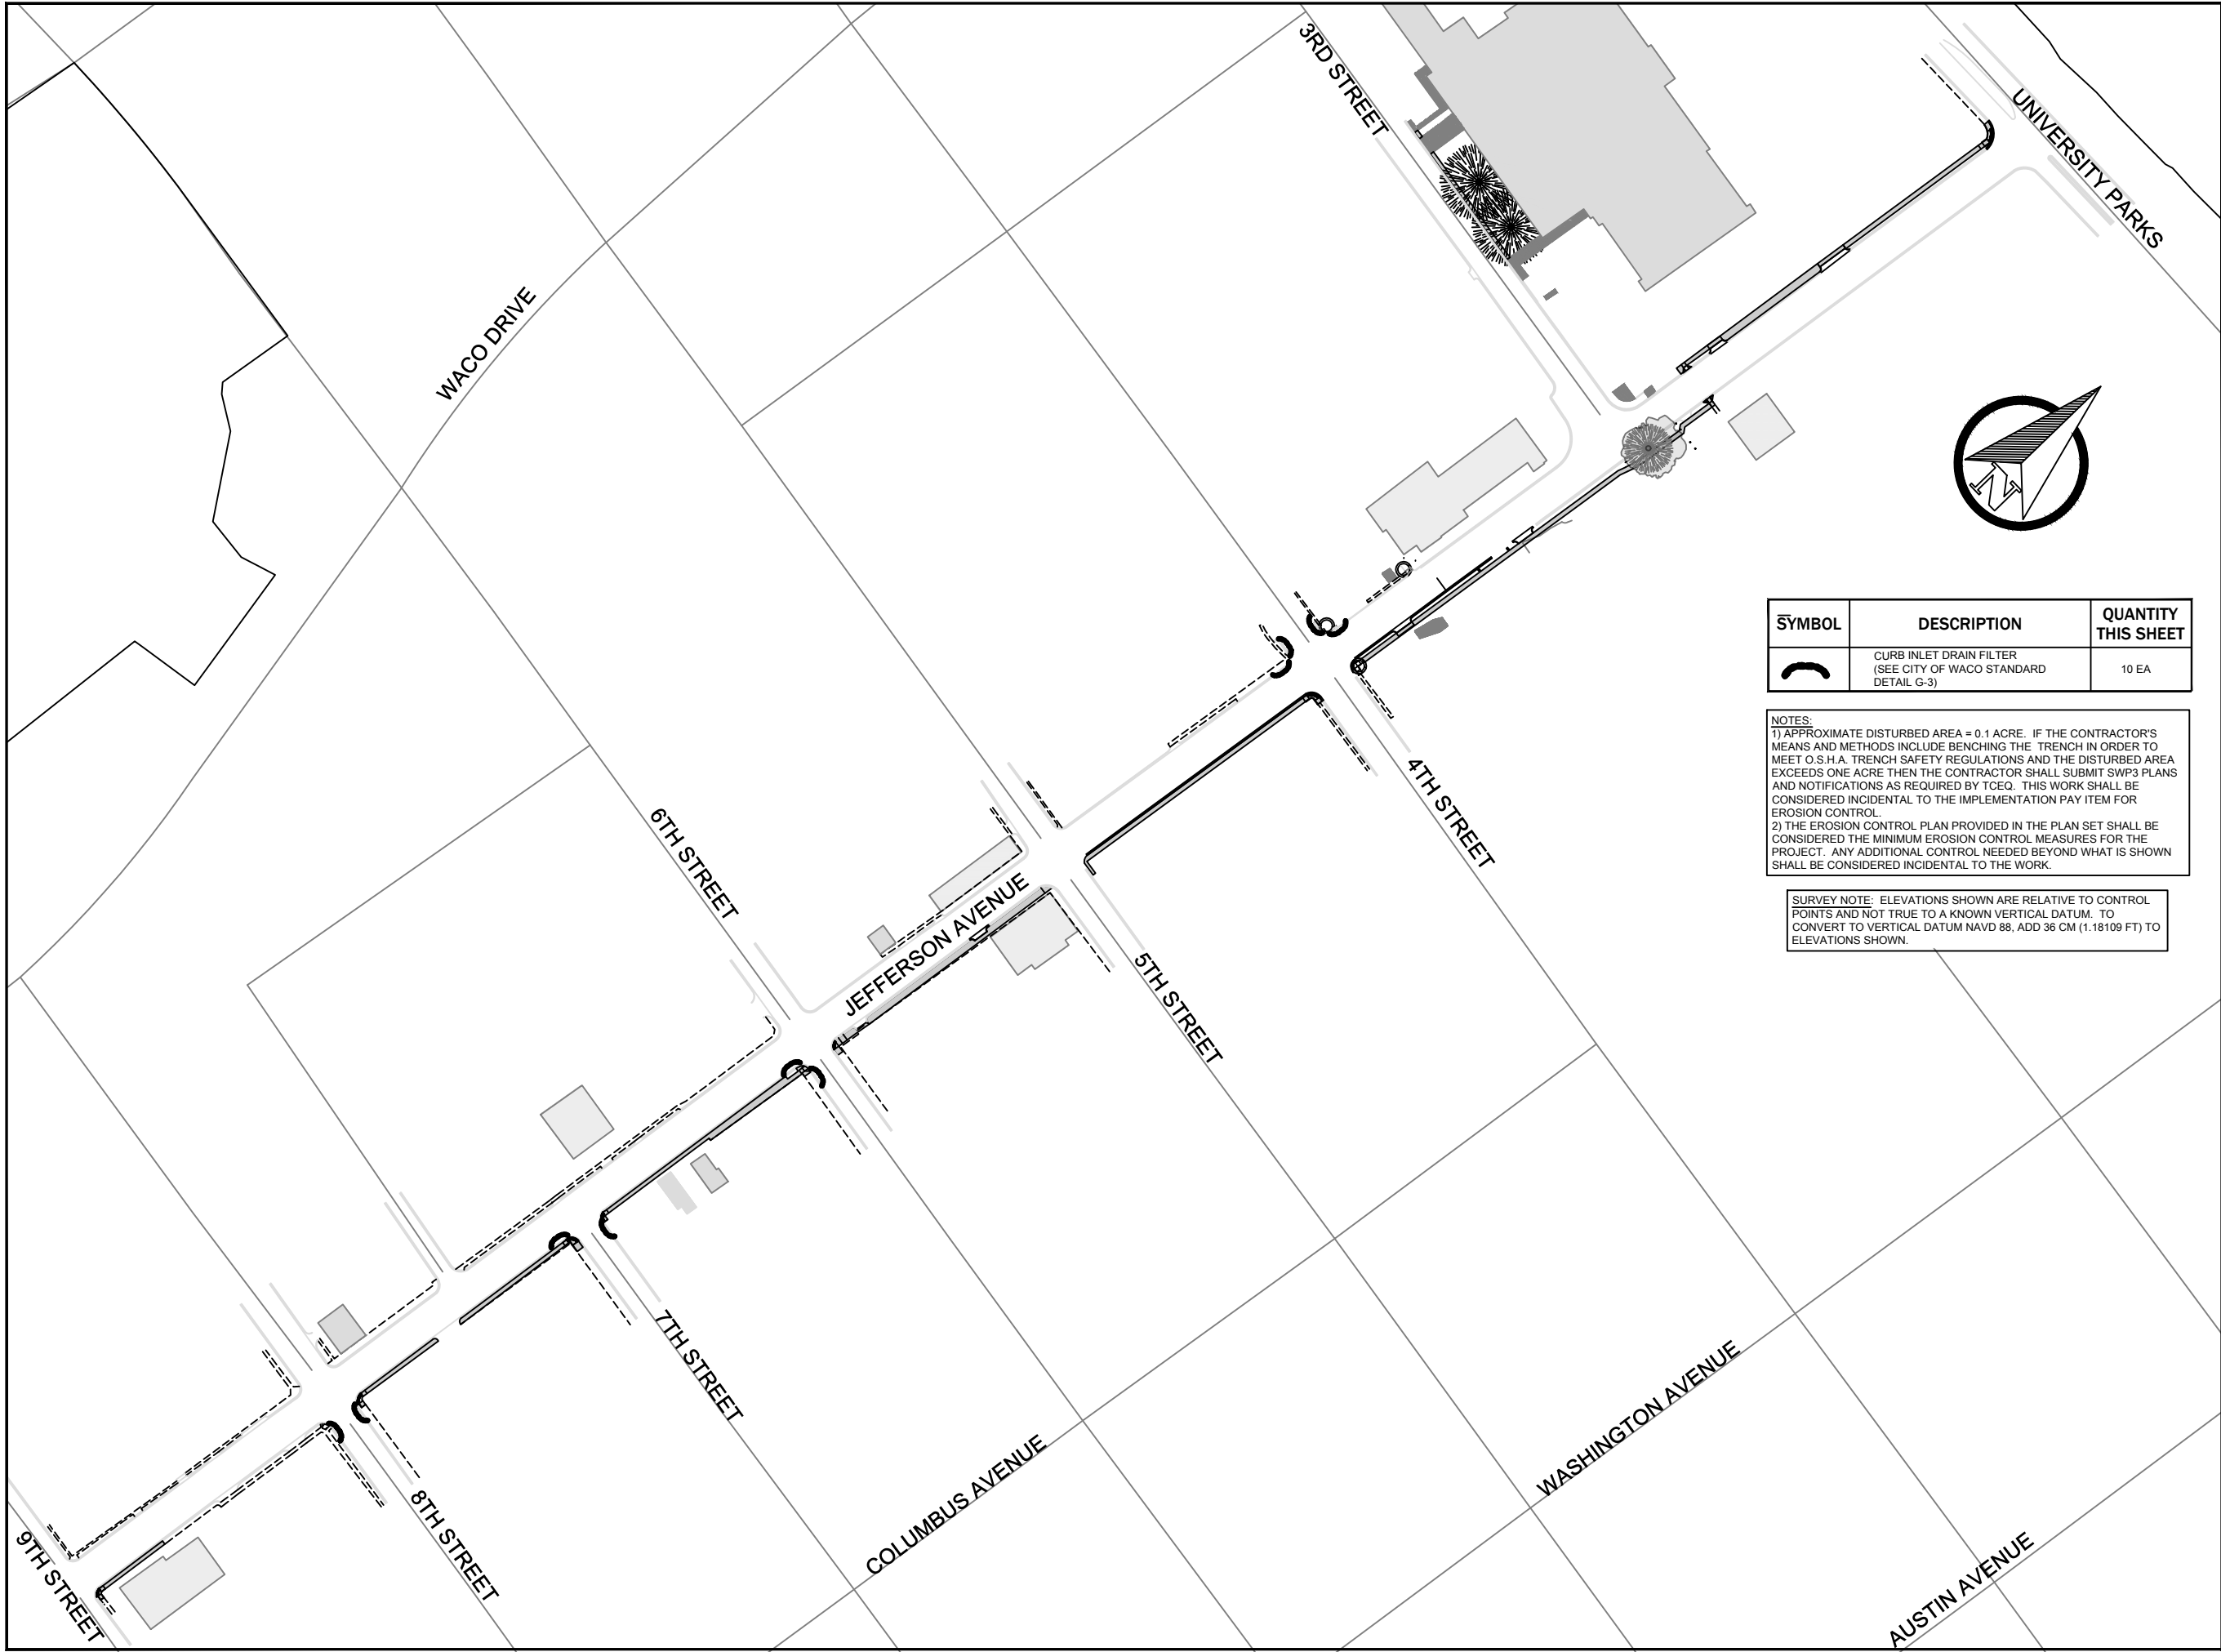 3RD STREET
UNIVERSITY PARKS
WACO DRIVE
N
SYMBOL
DESCRIPTION
QUANTITY
THIS SHEET
CURB INLET DRAIN FILTER
(SEE CITY OF WACO STANDARD
DETAIL G-3)
10 EA
NOTES:
1) APPROXIMATE DISTURBED AREA = 0.1 ACRE. IF THE CONTRACTOR'S
MEANS AND METHODS INCLUDE BENCHING THE TRENCH IN ORDER TO
MEET O.S.H.A. TRENCH SAFETY REGULATIONS AND THE DISTURBED AREA
EXCEEDS ONE ACRE THEN THE CONTRACTOR SHALL SUBMIT SWP3 PLANS
AND NOTIFICATIONS AS REQUIRED BY TCEQ. THIS WORK SHALL BE
CONSIDERED INCIDENTAL TO THE IMPLEMENTATION PAY ITEM FOR
EROSION CONTROL.
2) THE EROSION CONTROL PLAN PROVIDED IN THE PLAN SET SHALL BE
CONSIDERED THE MINIMUM EROSION CONTROL MEASURES FOR THE
PROJECT. ANY ADDITIONAL CONTROL NEEDED BEYOND WHAT IS SHOWN
SHALL BE CONSIDERED INCIDENTAL TO THE WORK.
SURVEY NOTE: ELEVATIONS SHOWN ARE RELATIVE TO CONTROL
POINTS AND NOT TRUE TO A KNOWN VERTICAL DATUM. TO
CONVERT TO VERTICAL DATUM NAVD 88, ADD 36 CM (1.18109 FT) TO
ELEVATIONS SHOWN.
4TH STREET
6TH STREET
JEFFERSON AVENUE
5TH STREET
7TH STREET
8TH STREET
9TH STREET
COLUMBUS AVENUE
WASHINGTON AVENUE
AUSTIN AVENUE